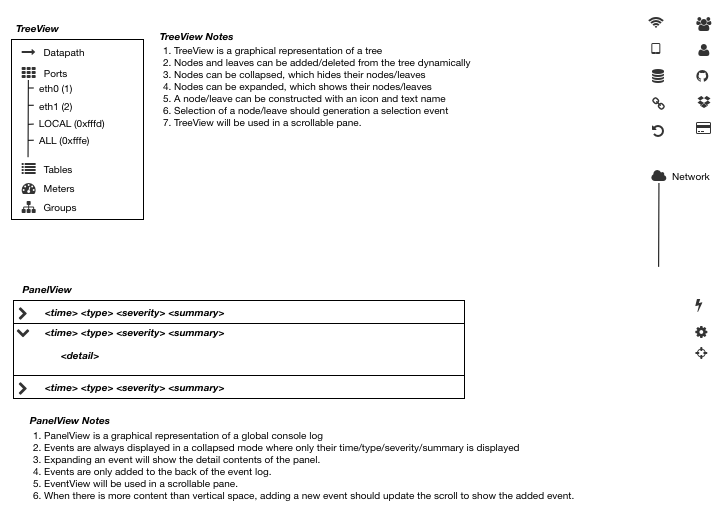 TreeView
Datapath
Ports
eth0 (1)
eth1 (2)
LOCAL (0xfffd)
ALL (0xfffe)
Tables
Meters
Groups
TreeView Notes
1. TreeView is a graphical representation of a tree
2. Nodes and leaves can be added/deleted from the tree dynamically
3. Nodes can be collapsed, which hides their nodes/leaves
4. Nodes can be expanded, which shows their nodes/leaves
5. A node/leave can be constructed with an icon and text name
6. Selection of a node/leave should generation a selection event
7. TreeView will be used in a scrollable pane.
Network
PanelView
<time> <type> <severity> <summary>
<time> <type> <severity> <summary>
<detail>
<time> <type> <severity> <summary>
PanelView Notes
1. PanelView is a graphical representation of a global console log
2. Events are always displayed in a collapsed mode where only their time/type/severity/summary is displayed
3. Expanding an event will show the detail contents of the panel.
4. Events are only added to the back of the event log.
5. EventView will be used in a scrollable pane.
6. When there is more content than vertical space, adding a new event should update the scroll to show the added event.